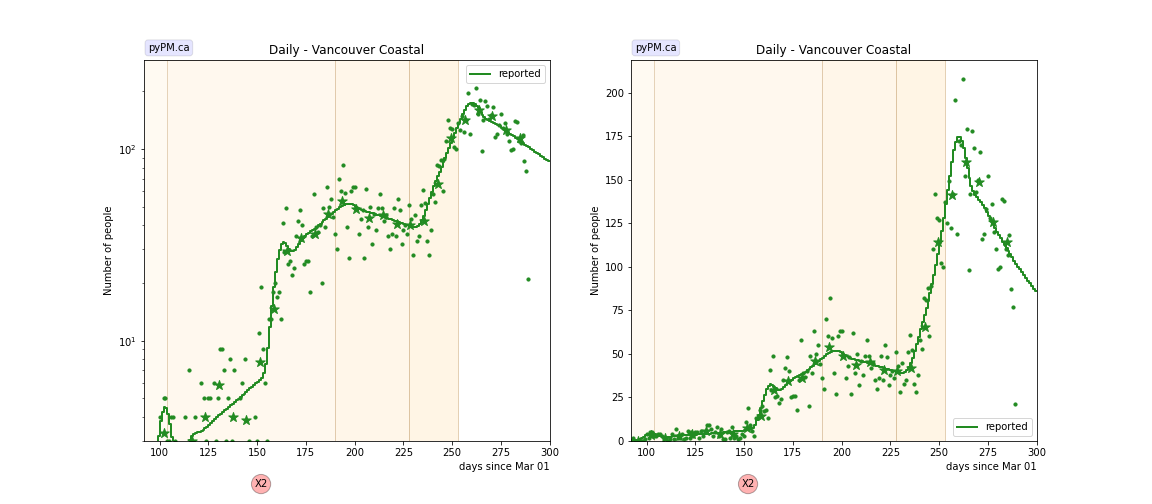 pyPM.ca
Daily - Vancouver Coastal
reported
Number of people
10²
10¹
100 125 150 175 200 225 250 275 300
days since Mar 01
X2
pyPM.ca
Daily - Vancouver Coastal
Number of people
200
175
150
125
100
75
50
25
0
reported
100 125 150 175 200 225 250 275 300
days since Mar 01
X2